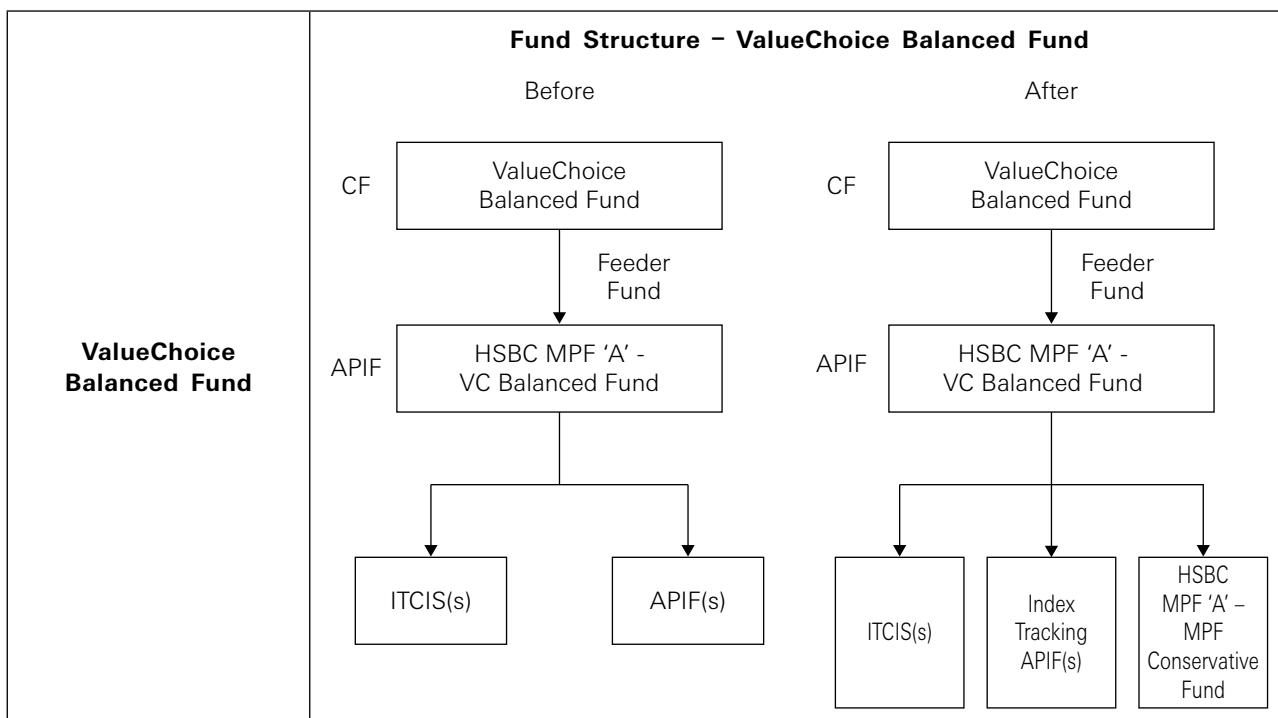 Fund Structure – ValueChoice Balanced Fund
ValueChoice
Balanced Fund
Before
CF
ValueChoice
Balanced Fund
Feeder
Fund
APIF
HSBC MPF ‘A’ -
VC Balanced Fund
ITCIS(s)
APIF(s)
After
CF
ValueChoice
Balanced Fund
Feeder
Fund
APIF
HSBC MPF ‘A’ -
VC Balanced Fund
ITCIS(s)
Index
Tracking
APIF(s)
HSBC
MPF ‘A’ –
MPF
Conservative
Fund